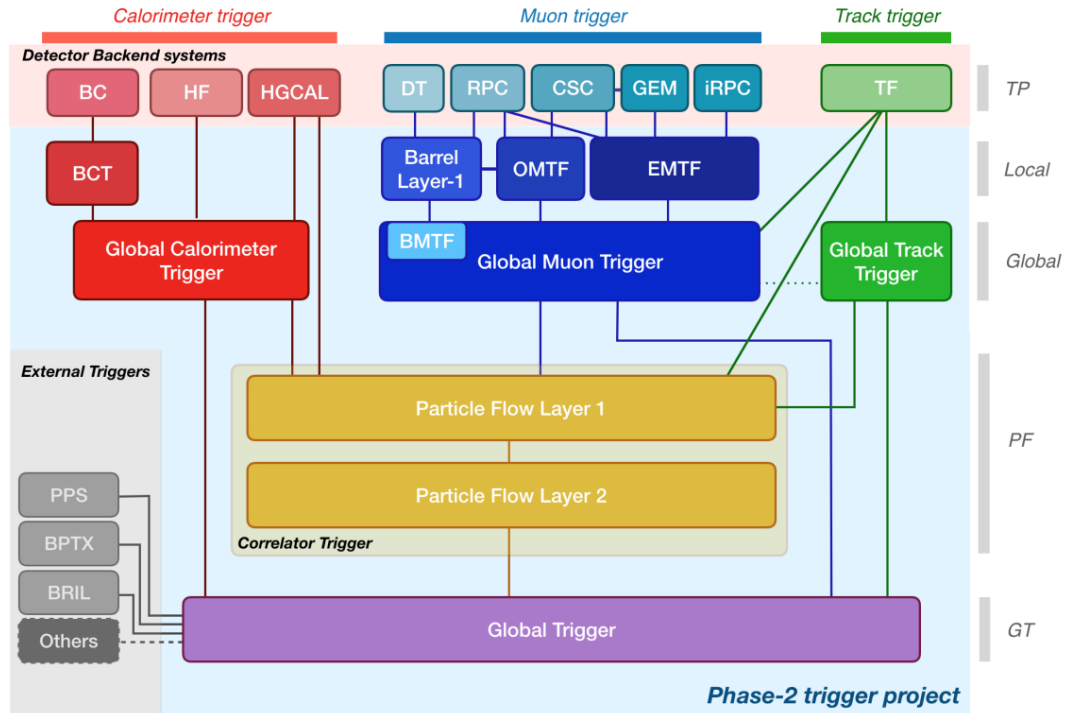 Calorimeter trigger
Muon trigger
Track trigger
Detector Backend systems
BC
HF
HGCAL
DT
RPC
CSC
GEM
iRPC
TF
TP
BCT
Barrel
Layer-1
OMTF
EMTF
Local
Global Calorimeter
Trigger
BMTF
Global Muon Trigger
Global Track
Trigger
Global
External Triggers
Particle Flow Layer 1
Particle Flow Layer 2
Correlator Trigger
PF
PPS
BPTX
BRIL
Others
Global Trigger
GT
Phase-2 trigger project